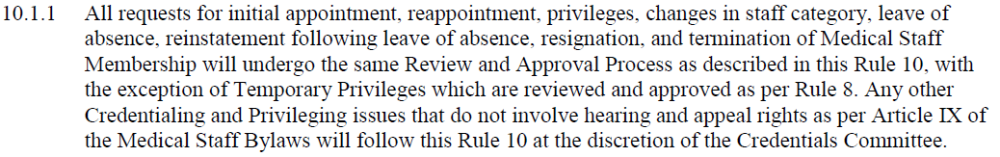 10.1.1 All requests for initial appointment, reappointment, privileges, changes in staff category, leave of
absence, reinstatement following leave of absence, resignation, and termination of Medical Staff
Membership will undergo the same Review and Approval Process as described in this Rule 10, with
the exception of Temporary Privileges which are reviewed and approved as per Rule 8. Any other
Credentialing and Privileging issues that do not involve hearing and appeal rights as per Article IX of
the Medical Staff Bylaws will follow this Rule 10 at the discretion of the Credentials Committee.